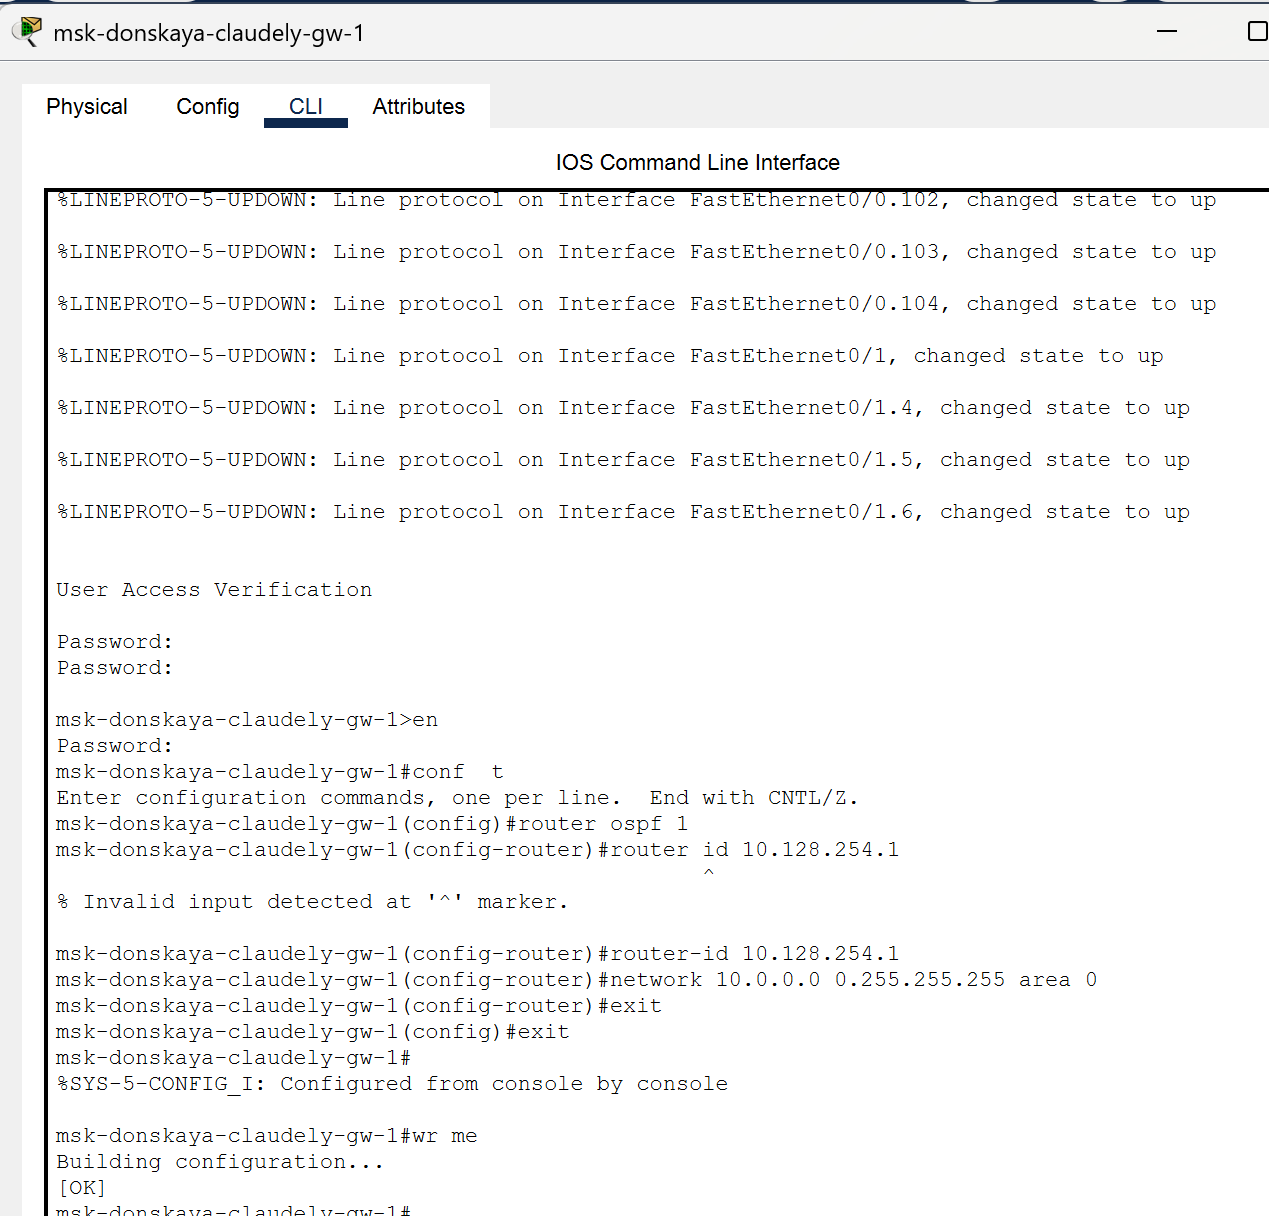 msk-donskaya-claudely-gw-1
Physical Config CLI Attributes
IOS Command Line Interface
%LINEPROTO-5-UPDOWN: Line protocol on Interface FastEthernet0/0.102, changed state to up
%LINEPROTO-5-UPDOWN: Line protocol on Interface FastEthernet0/0.103, changed state to up
%LINEPROTO-5-UPDOWN: Line protocol on Interface FastEthernet0/0.104, changed state to up
%LINEPROTO-5-UPDOWN: Line protocol on Interface FastEthernet0/1, changed state to up
%LINEPROTO-5-UPDOWN: Line protocol on Interface FastEthernet0/1.4, changed state to up
%LINEPROTO-5-UPDOWN: Line protocol on Interface FastEthernet0/1.5, changed state to up
%LINEPROTO-5-UPDOWN: Line protocol on Interface FastEthernet0/1.6, changed state to up
User Access Verification
Password:
Password:
msk-donskaya-claudely-gw-1>en
Password:
msk-donskaya-claudely-gw-1#conf  t
Enter configuration commands, one per line.  End with CNTL/Z.
msk-donskaya-claudely-gw-1(config)#router ospf 1
msk-donskaya-claudely-gw-1(config-router)#router id 10.128.254.1
^
% Invalid input detected at '^' marker.
msk-donskaya-claudely-gw-1(config-router)#router-id 10.128.254.1
msk-donskaya-claudely-gw-1(config-router)#network 10.0.0.0 0.255.255.255 area 0
msk-donskaya-claudely-gw-1(config-router)#exit
msk-donskaya-claudely-gw-1(config)#exit
msk-donskaya-claudely-gw-1#
%SYS-5-CONFIG_I: Configured from console by console
msk-donskaya-claudely-gw-1#wr me
Building configuration...
[OK]
msk-donskaya-claudely-gw-1#